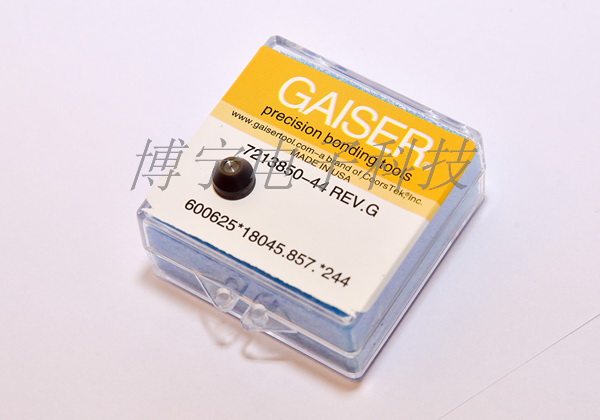 GAISER
precision bonding tools
www.gaisertool.com–a brand of CoorsTek, Inc.
MADE IN USA
7213850-44 REV.G
600625*18045.857.*244
博宁电子科技